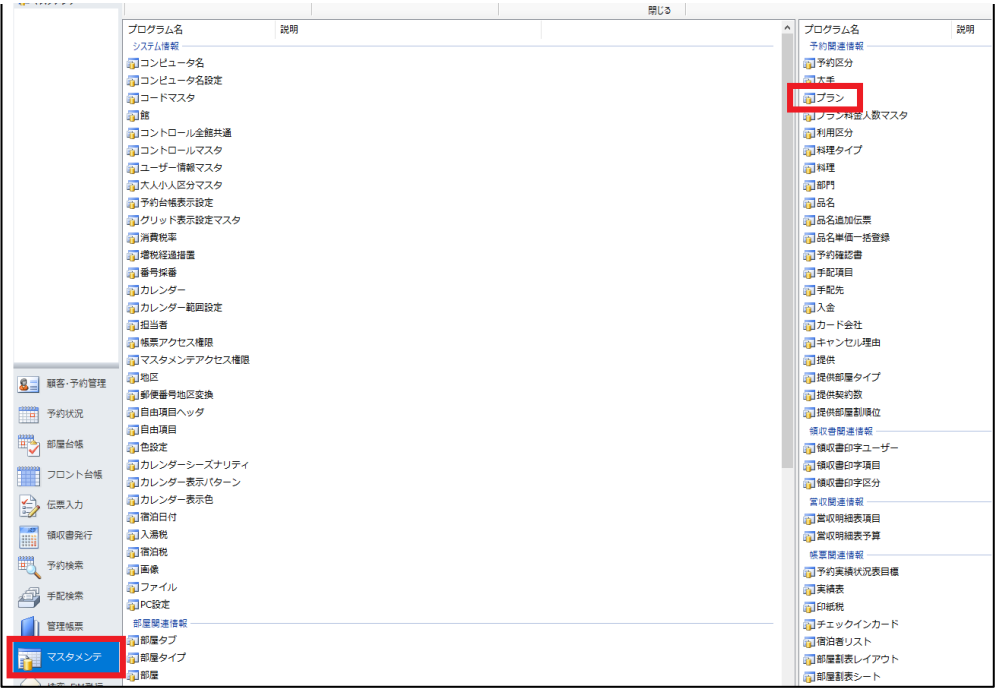 閉じる
プログラム名 説明
システム情報
コンピュータ名
コンピュータ名設定
コードマスタ
館
コントロール全館共通
コントロールマスタ
ユーザー情報マスタ
大人小人区分マスタ
予約台帳表示設定
グリッド表示設定マスタ
消費税率
増税経過措置
番号採番
カレンダー
カレンダー範囲設定
担当者
帳票アクセス権限
マスタメンテアクセス権限
地区
郵便番号地区変換
自由項目ヘッダ
自由項目
色設定
カレンダーシーズナリティ
カレンダー表示パターン
カレンダー表示色
宿泊日付
入湯税
宿泊税
画像
ファイル
PC設定
部屋関連情報
部屋タブ
部屋タイプ
部屋
プログラム名 説明
予約関連情報
予約区分
大手
プラン
プラン料金人数マスタ
利用区分
料理タイプ
料理
部門
品名
品名追加伝票
品名単価一括登録
予約確認書
手配項目
手配先
入金
カード会社
キャンセル理由
提供
提供部屋タイプ
提供契約数
提供部屋割順位
領収書関連情報
領収書印字ユーザー
領収書印字項目
領収書印字区分
営収関連情報
営収明細表項目
営収明細表予算
帳票関連情報
予約実績状況表目標
実績表
印紙税
チェックインカード
宿泊者リスト
部屋割表レイアウト
部屋割表シート
顧客・予約管理
予約状況
部屋台帳
フロント台帳
伝票入力
領収書発行
予約検索
手配検索
管理帳票
マスタメンテ